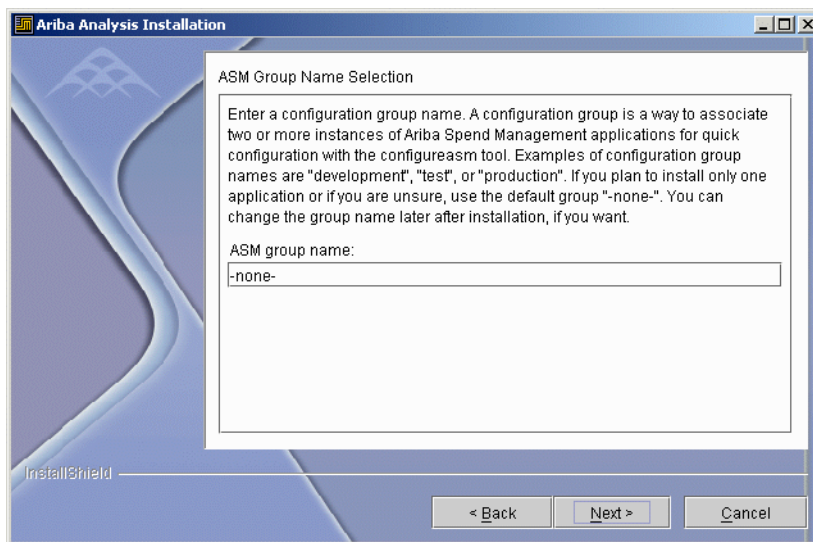 Ariba Analysis Installation
ASM Group Name Selection
Enter a configuration group name. A configuration group is a way to associate
two or more instances of Ariba Spend Management applications for quick
configuration with the configureasm tool. Examples of configuration group
names are "development", "test", or "production". If you plan to install only one
application or if you are unsure, use the default group "-none-". You can
change the group name later after installation, if you want.
ASM group name:
-none-
InstallShield
< Back
Next >
Cancel